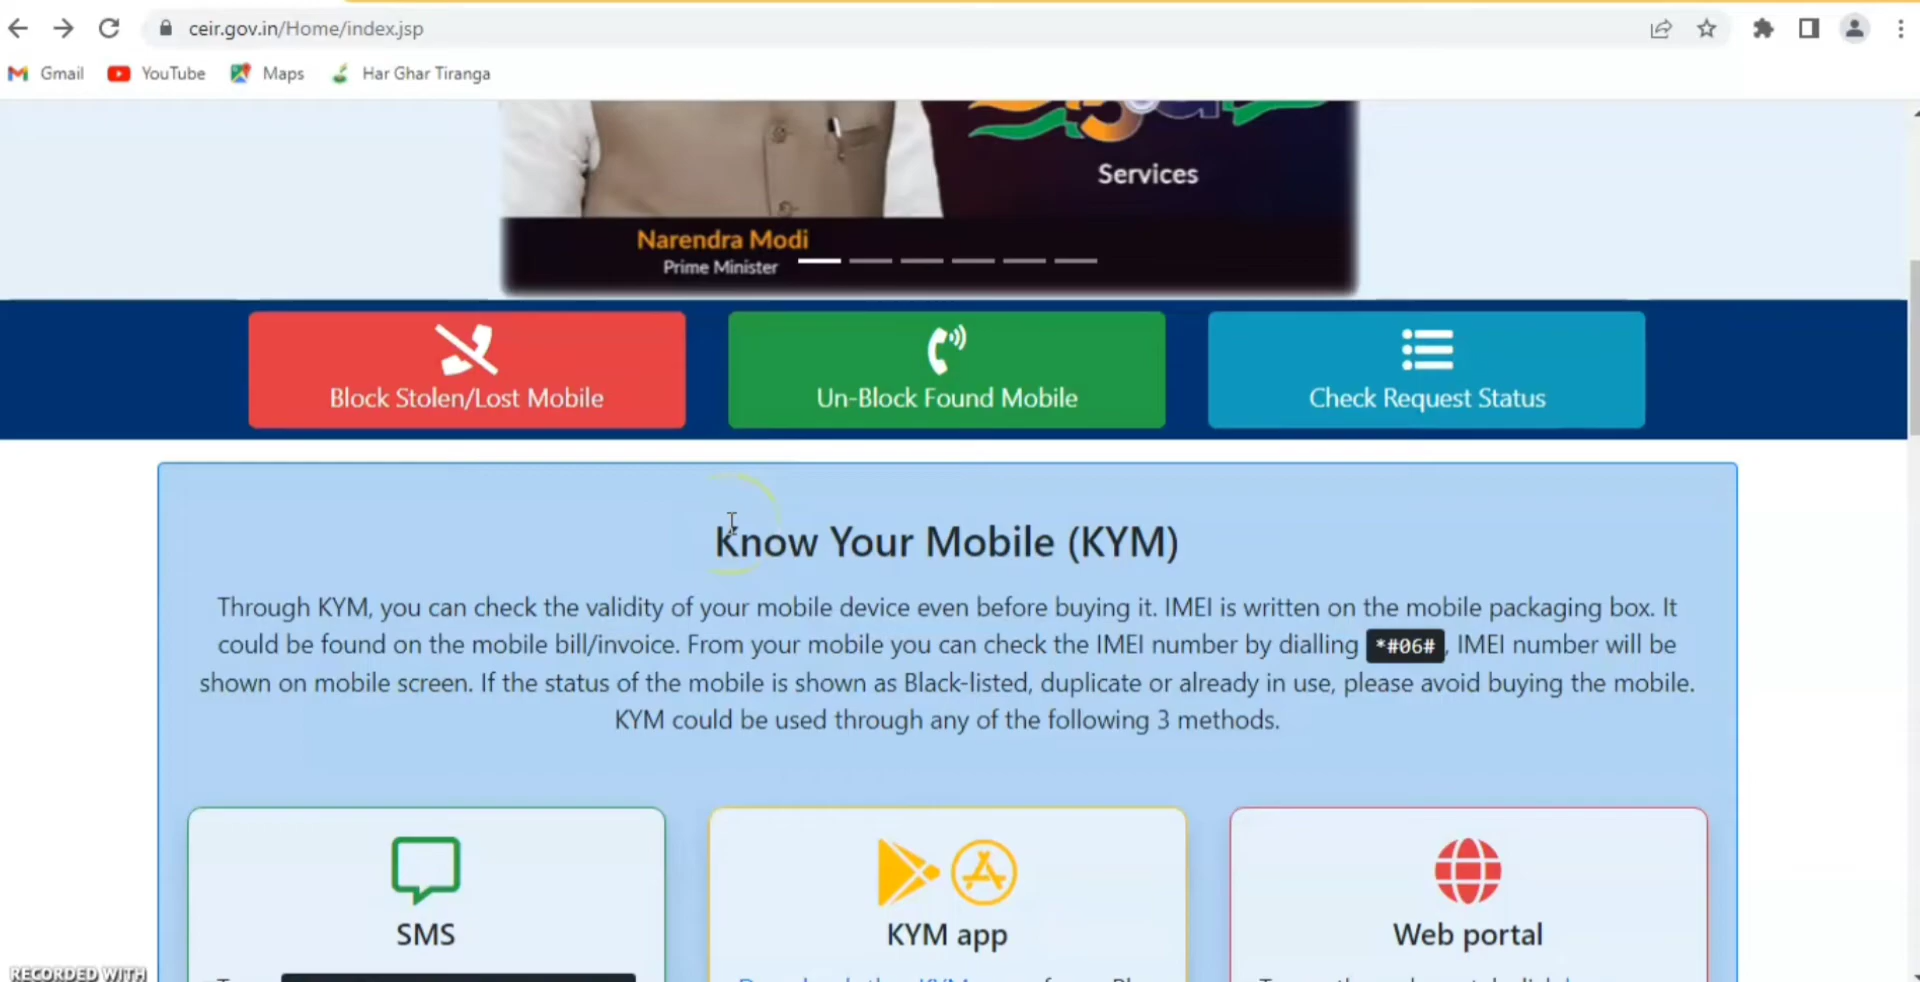 ceir.gov.in/Home/index.jsp
Gmail YouTube Maps Har Ghar Tiranga
Services
Narendra Modi
Prime Minister
Block Stolen/Lost Mobile Un-Block Found Mobile Check Request Status
Know Your Mobile (KYM)
Through KYM, you can check the validity of your mobile device even before buying it. IMEI is written on the mobile packaging box. It
could be found on the mobile bill/invoice. From your mobile you can check the IMEI number by dialling *#06#, IMEI number will be
shown on mobile screen. If the status of the mobile is shown as Black-listed, duplicate or already in use, please avoid buying the mobile.
KYM could be used through any of the following 3 methods.
SMS KYM app Web portal
RECORDED WITH